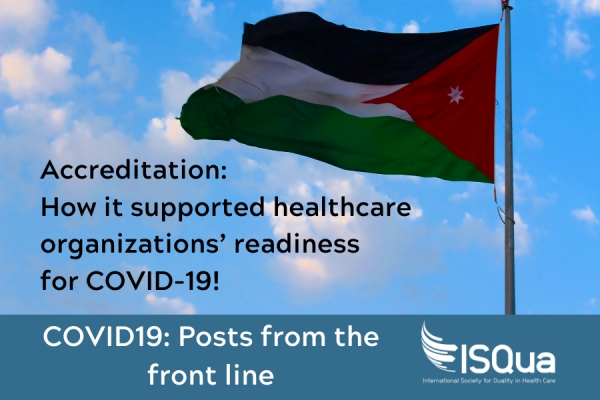 Accreditation:
How it supported healthcare
organizations’ readiness
for COVID-19!
COVID19: Posts from the
front line
ISQua
International Society for Quality in Health Care